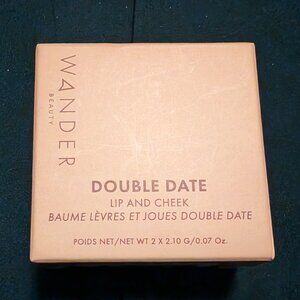 WANDER
BEAUTY
DOUBLE DATE
LIP AND CHEEK
BAUME LÈVRES ET JOUES DOUBLE DATE
POIDS NET/NET WT 2 X 2.10 G/0.07 Oz.